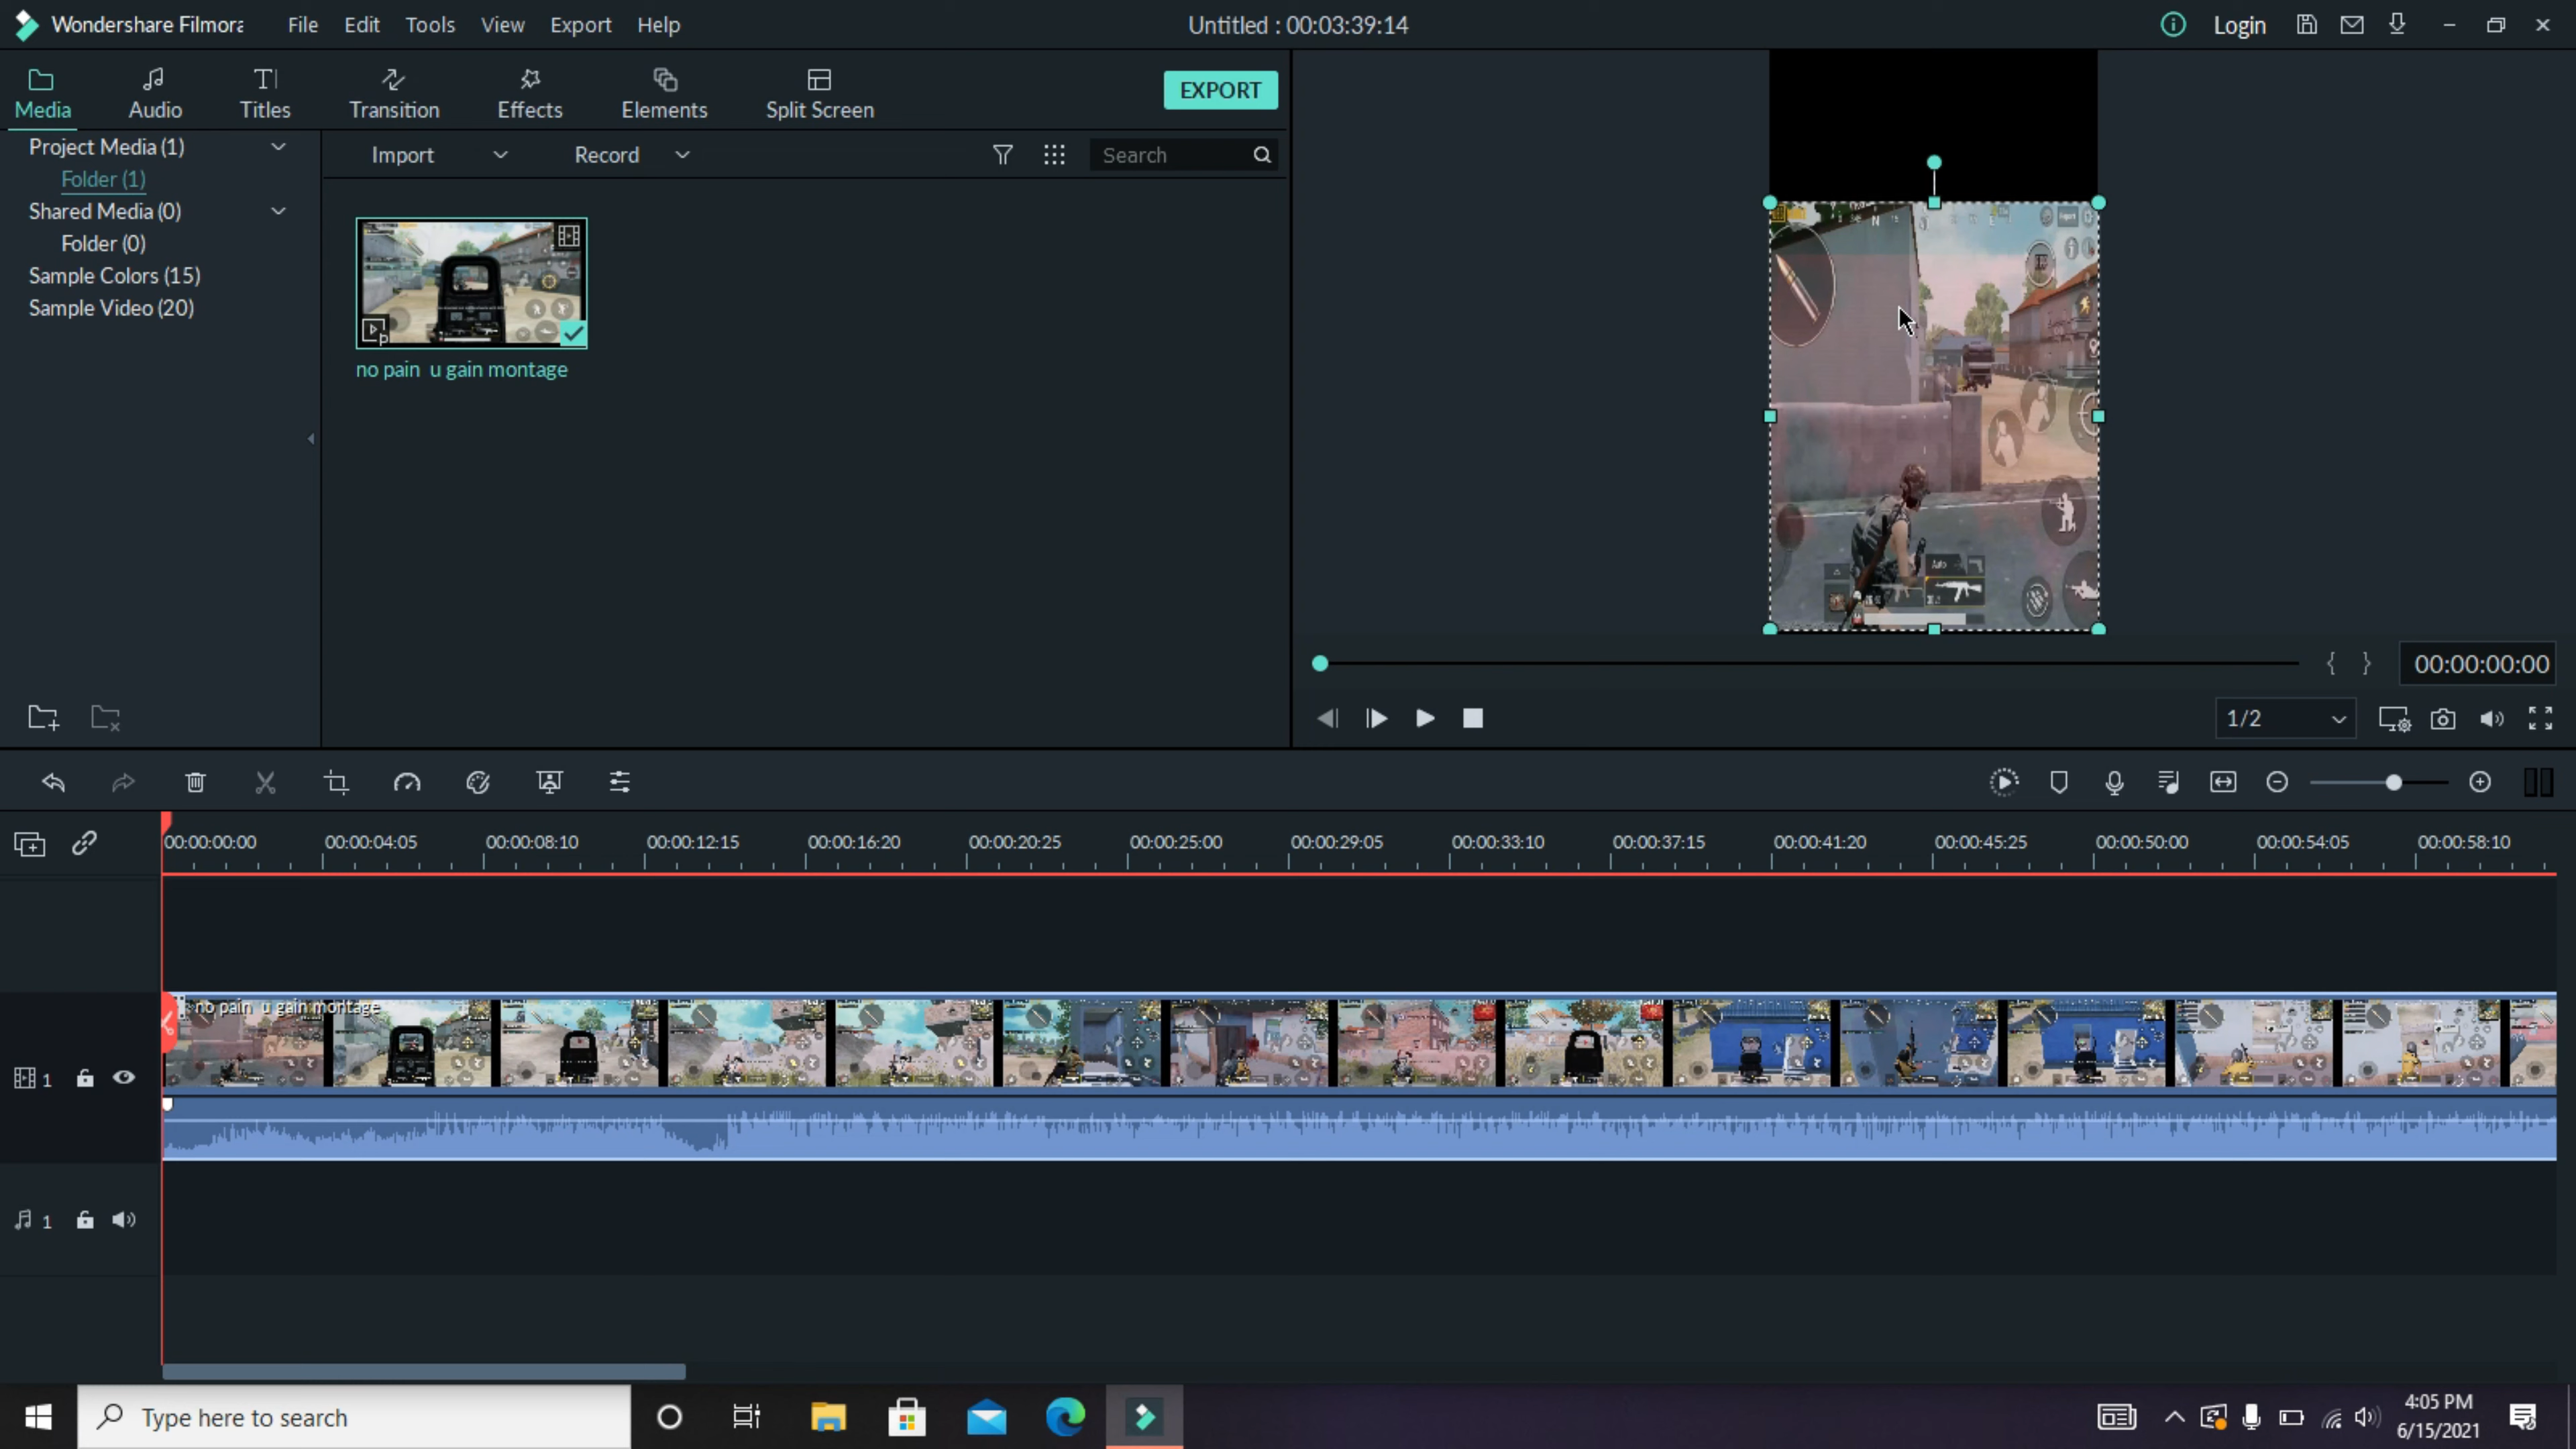 Wondershare Filmora
File Edit Tools View Export Help
Untitled : 00:03:39:14
Login
Media Audio Titles Transition Effects Elements Split Screen
EXPORT
Project Media (1)
Folder (1)
Shared Media (0)
Folder (0)
Sample Colors (15)
Sample Video (20)
Import Record Search
no pain u gain montage
N
Auto
00:00:00:00
1/2
00:00:00:00 00:00:04:05 00:00:08:10 00:00:12:15 00:00:16:20 00:00:20:25 00:00:25:00 00:00:29:05 00:00:33:10 00:00:37:15 00:00:41:20 00:00:45:25 00:00:50:00 00:00:54:05 00:00:58:10
no pain u gain montage
1
1
Type here to search
4:05 PM
6/15/2021